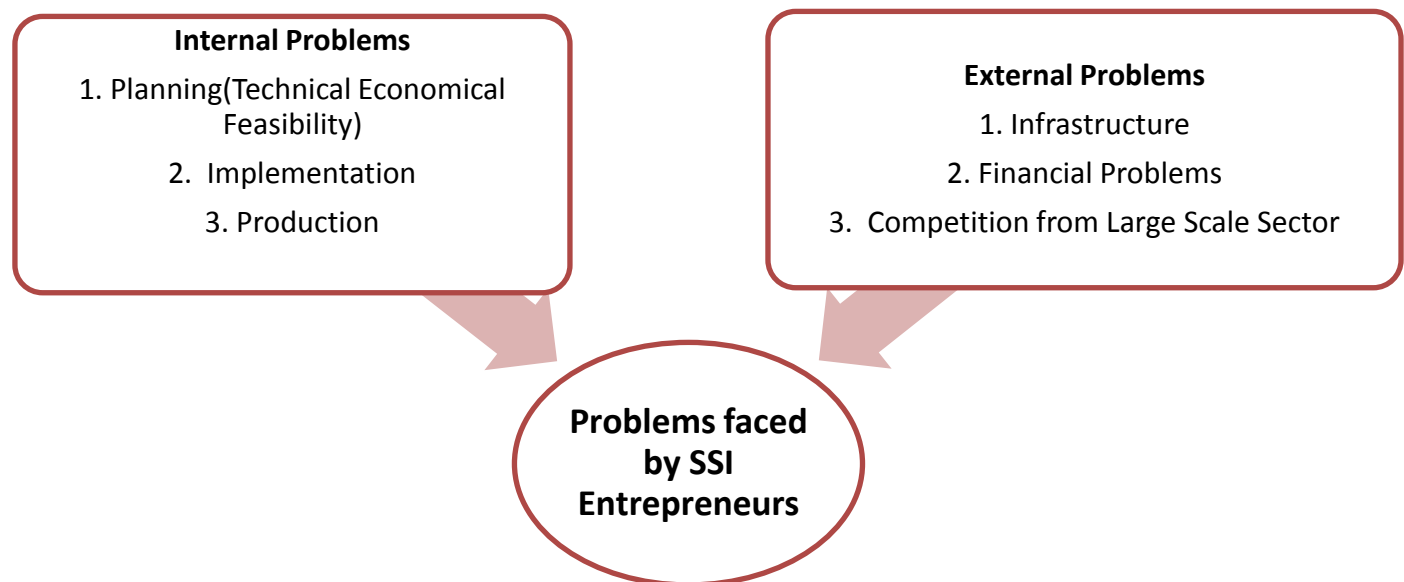 Internal Problems
1. Planning(Technical Economical
Feasibility)
2. Implementation
3. Production
External Problems
1. Infrastructure
2. Financial Problems
3. Competition from Large Scale Sector
Problems faced
by SSI
Entrepreneurs